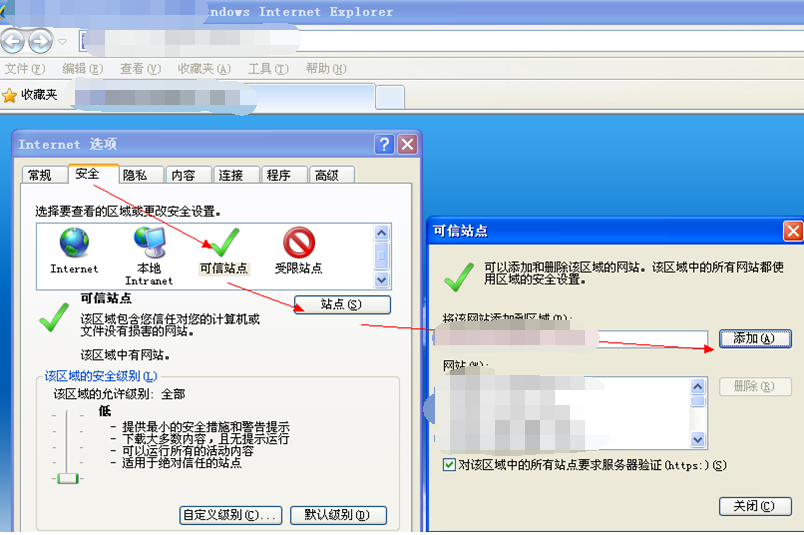 ndows Internet Explorer
文件(F) 编辑(E) 查看(V) 收藏夹(A) 工具(T) 帮助(H)
收藏夹
Internet 选项
常规 安全 隐私 内容 连接 程序 高级
选择要查看的区域或更改安全设置。
Internet 本地 Intranet 可信站点 受限站点
可信站点
站点(S)
该区域包含您信任对您的计算机或
文件没有损害的网站。
该区域中有网站。
该区域的安全级别(L)
该区域的允许级别: 全部
低
- 提供最小的安全措施和警告提示
- 下载大多数内容，且无提示运行
- 可以运行所有的活动内容
- 适用于绝对信任的站点
自定义级别(C)... 默认级别(D)
可信站点
可以添加和删除该区域的网站。该区域中的所有网站都使
用区域的安全设置。
将该网站添加到区域(D):
添加(A)
网站(W):
删除(R)
对该区域中的所有站点要求服务器验证(https:)(S)
关闭(C)